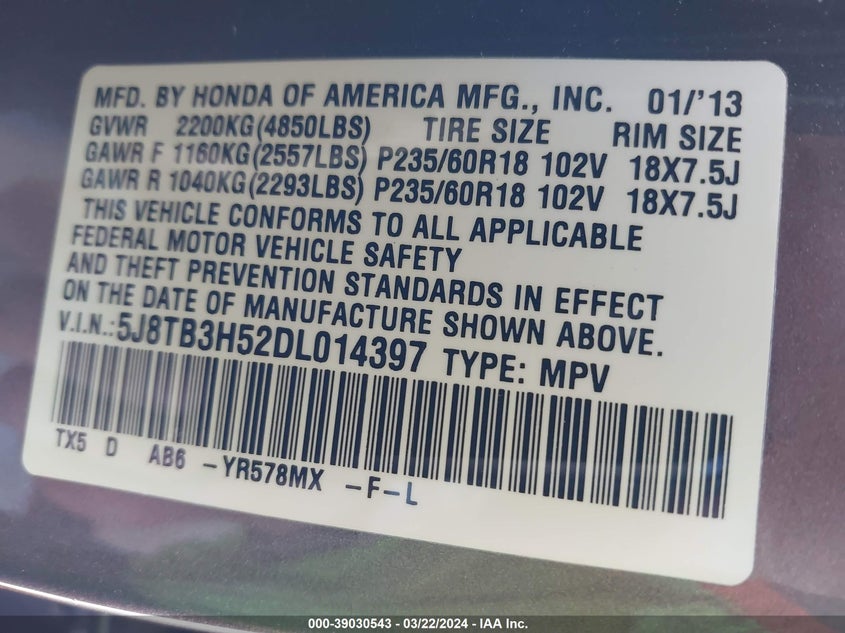 MFD. BY HONDA OF AMERICA MFG., INC. 01/'13
GVWR 2200KG(4850LBS) TIRE SIZE RIM SIZE
GAWR F 1160KG(2557LBS) P235/60R18 102V 18X7.5J
GAWR R 1040KG(2293LBS) P235/60R18 102V 18X7.5J
THIS VEHICLE CONFORMS TO ALL APPLICABLE
FEDERAL MOTOR VEHICLE SAFETY
AND THEFT PREVENTION STANDARDS IN EFFECT
ON THE DATE OF MANUFACTURE SHOWN ABOVE.
V.I.N.:5J8TB3H52DL014397 TYPE: MPV
TX5 D AB6 -YR578MX -F-L
000-39030543 - 03/22/2024 - IAA Inc.